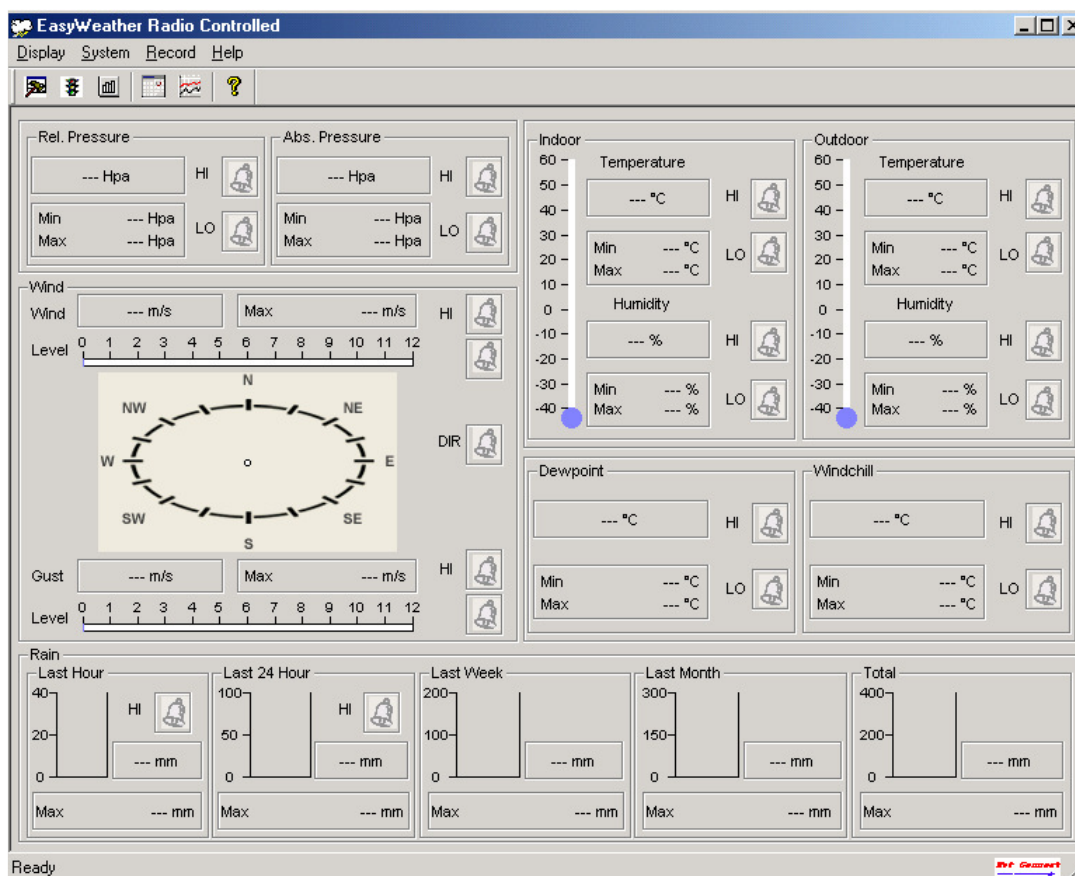 EasyWeather Radio Controlled
Display System Record Help
Rel. Pressure
--- Hpa
HI
Min --- Hpa
Max --- Hpa
LO
Abs. Pressure
--- Hpa
HI
Min --- Hpa
Max --- Hpa
LO
Wind
Wind --- m/s Max --- m/s HI
Level 0 1 2 3 4 5 6 7 8 9 10 11 12
N
NW NE
W E
SW SE
S
DIR
Gust --- m/s Max --- m/s HI
Level 0 1 2 3 4 5 6 7 8 9 10 11 12
Indoor
60
50
40
30
20
10
0
-10
-20
-30
-40
Temperature
--- °C
HI
Min --- °C
Max --- °C
LO
Humidity
--- %
HI
Min --- %
Max --- %
LO
Outdoor
60
50
40
30
20
10
0
-10
-20
-30
-40
Temperature
--- °C
HI
Min --- °C
Max --- °C
LO
Humidity
--- %
HI
Min --- %
Max --- %
LO
Dewpoint
--- °C
HI
Min --- °C
Max --- °C
LO
Windchill
--- °C
HI
Min --- °C
Max --- °C
LO
Rain
Last Hour
40
20
0
HI
--- mm
Max --- mm
Last 24 Hour
100
50
0
HI
--- mm
Max --- mm
Last Week
200
100
0
--- mm
Max --- mm
Last Month
300
150
0
--- mm
Max --- mm
Total
400
200
0
--- mm
Max --- mm
Ready